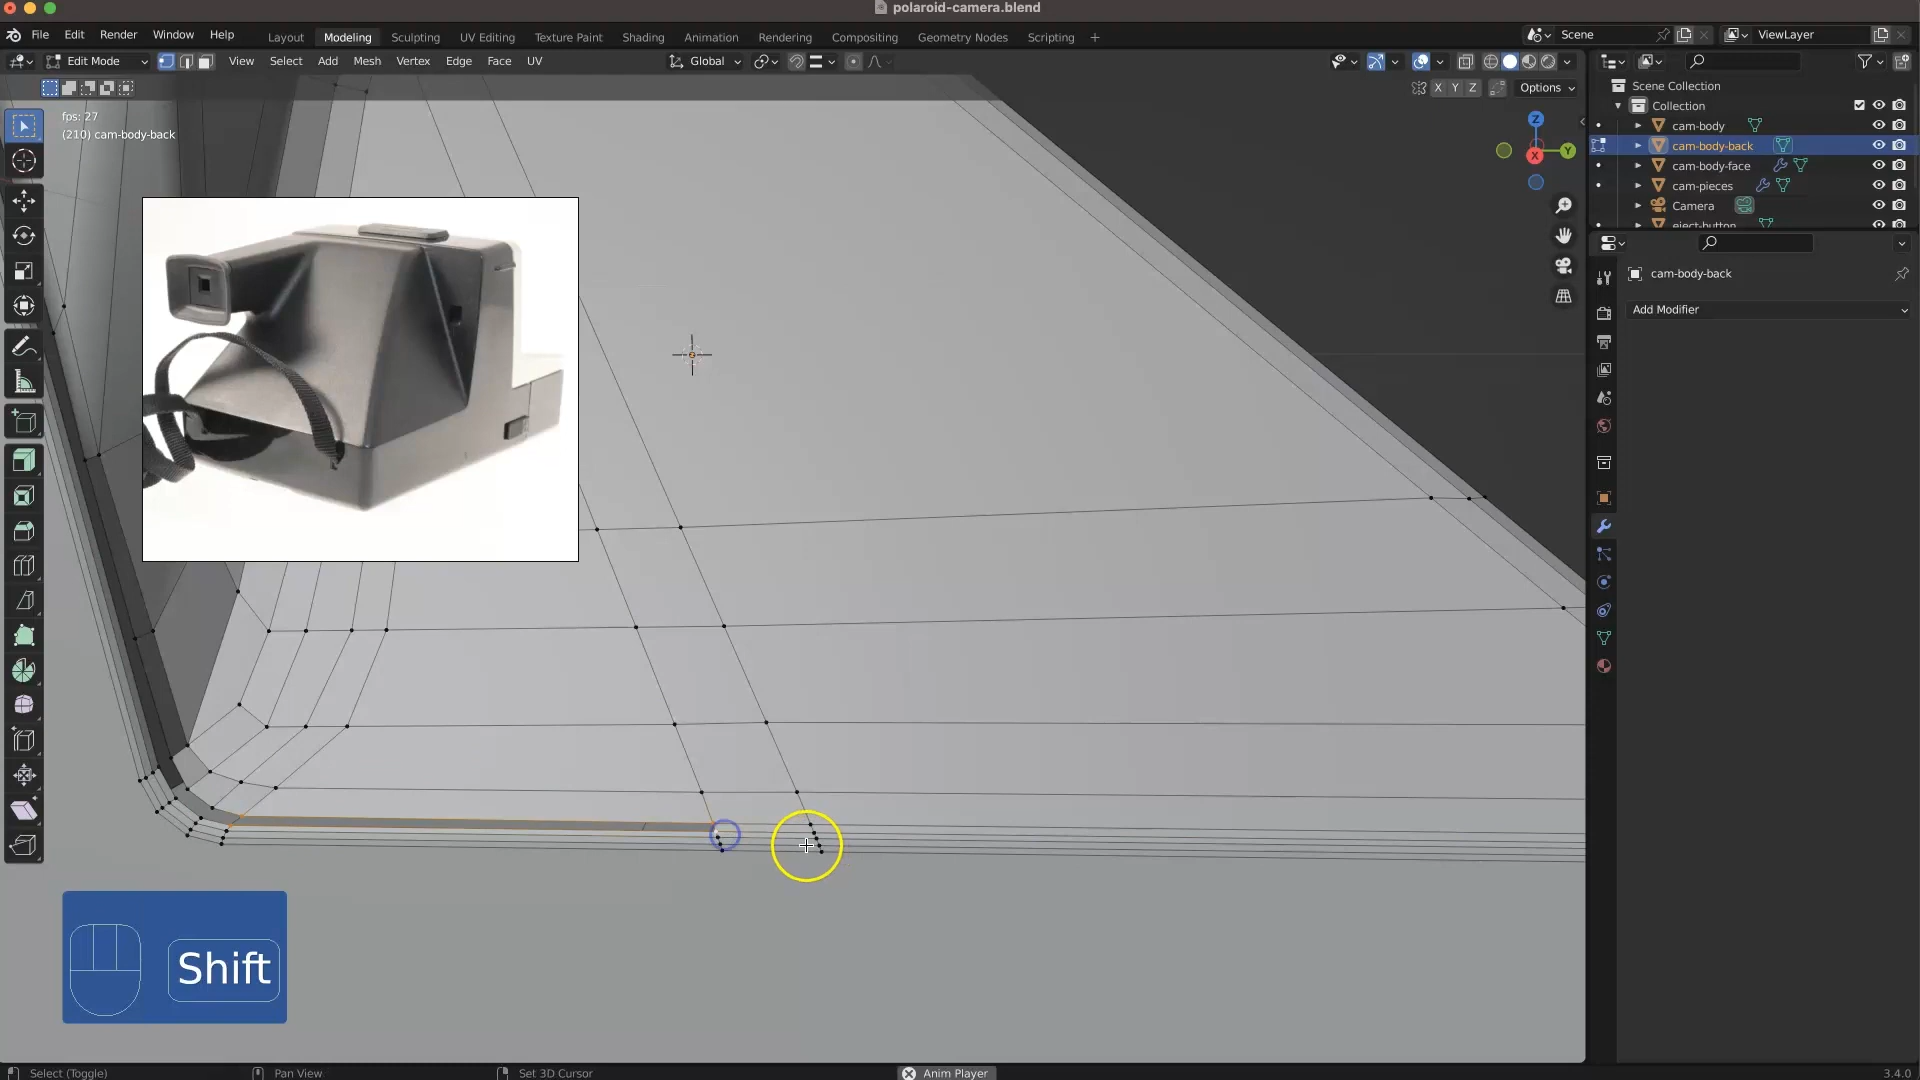 polaroid-camera.blend
File Edit Render Window Help Layout Modeling Sculpting UV Editing Texture Paint Shading Animation Rendering Compositing Geometry Nodes Scripting + Scene ViewLayer
Edit Mode View Select Add Mesh Vertex Edge Face UV Global
X Y Z Options
Scene Collection
Collection
cam-body
cam-body-back
cam-body-face
cam-pieces
Camera
eject-button
fps: 27
(210) cam-body-back
Z
Y
X
cam-body-back
Add Modifier
Shift
Select (Toggle) Pan View Set 3D Cursor Anim Player 3.4.0